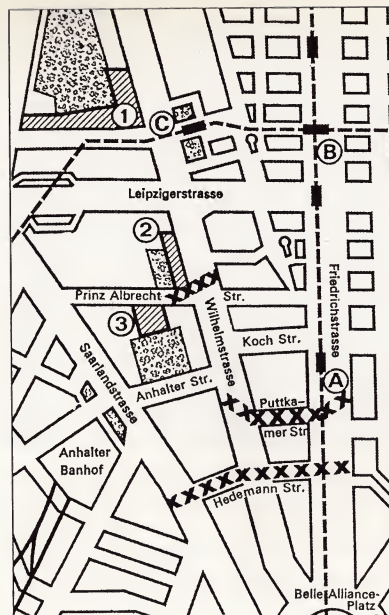 1
C
B
Leipzigerstrasse
2
Prinz Albrecht Str.
3
Wilhelmstrasse
Friedrichstrasse
Koch Str.
Saarlandstrasse
Anhalter Str.
A
Puttka-
mer Str
Anhalter
Banhof
Hedemann Str.
Belle Alliance-
Platz